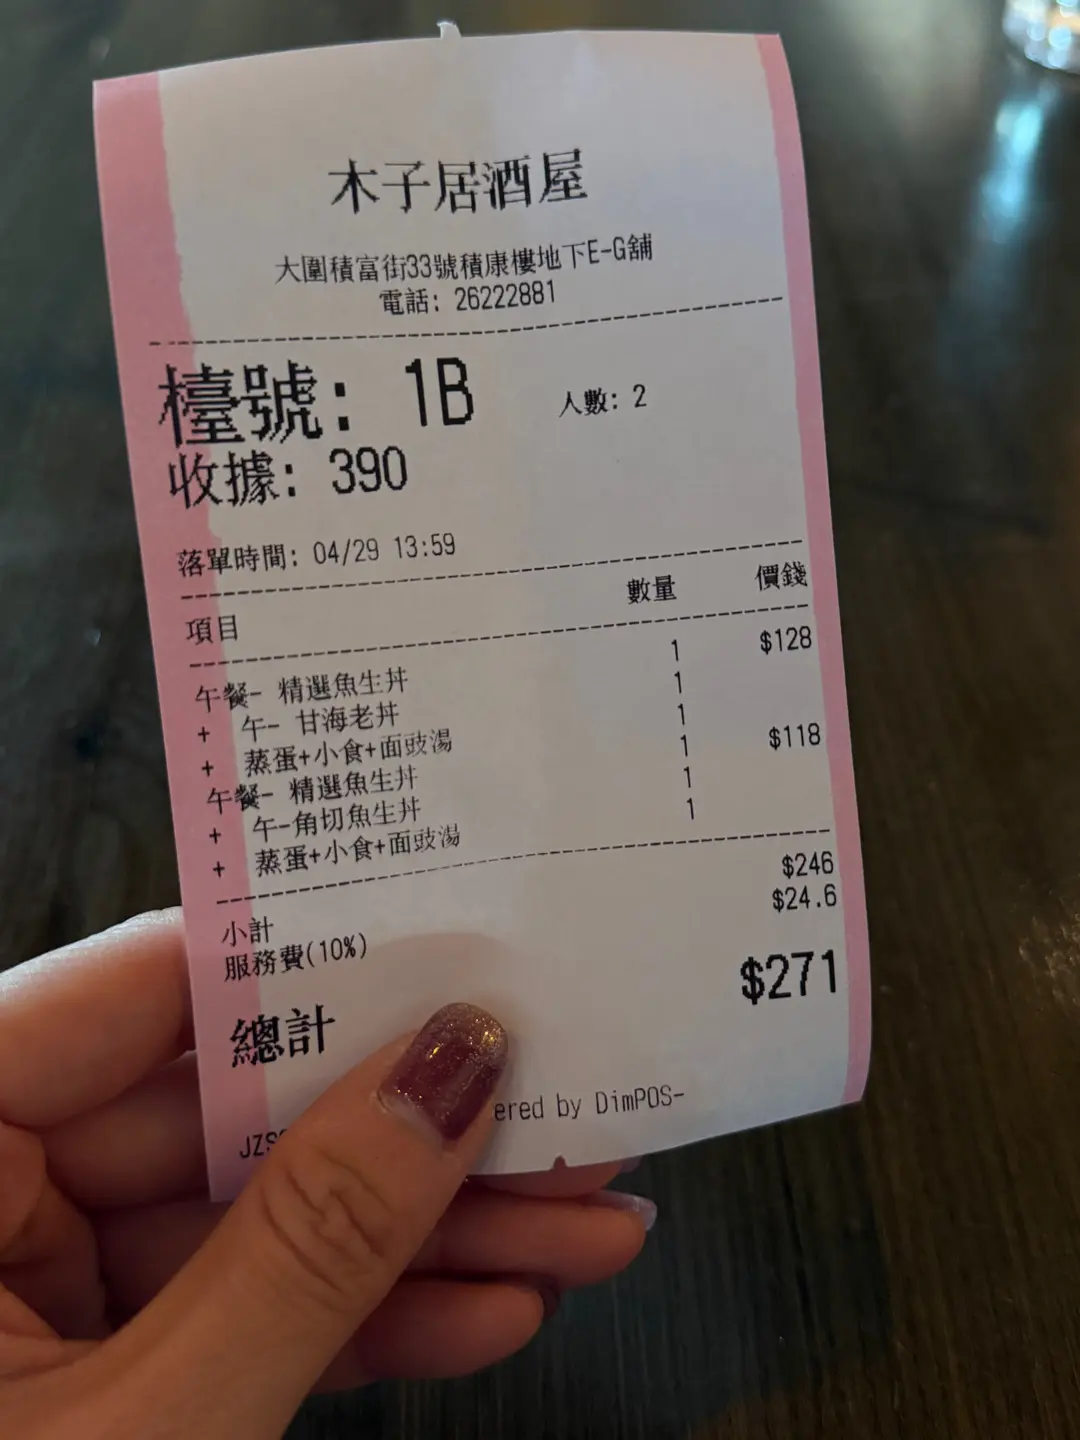 木子居酒屋
大圍積富街33號積康樓地下E-G舖
電話: 26222881
檯號: 1B 人數: 2
收據: 390
落單時間: 04/29 13:59
項目 數量 價錢
午餐- 精選魚生丼 1 $128
+ 午- 甘海老丼 1
+ 蒸蛋+小食+面豉湯 1
午餐- 精選魚生丼 1 $118
+ 午-角切魚生丼 1
+ 蒸蛋+小食+面豉湯 1
小計 $246
服務費(10%) $24.6
總計 $271
ered by DimPOS-